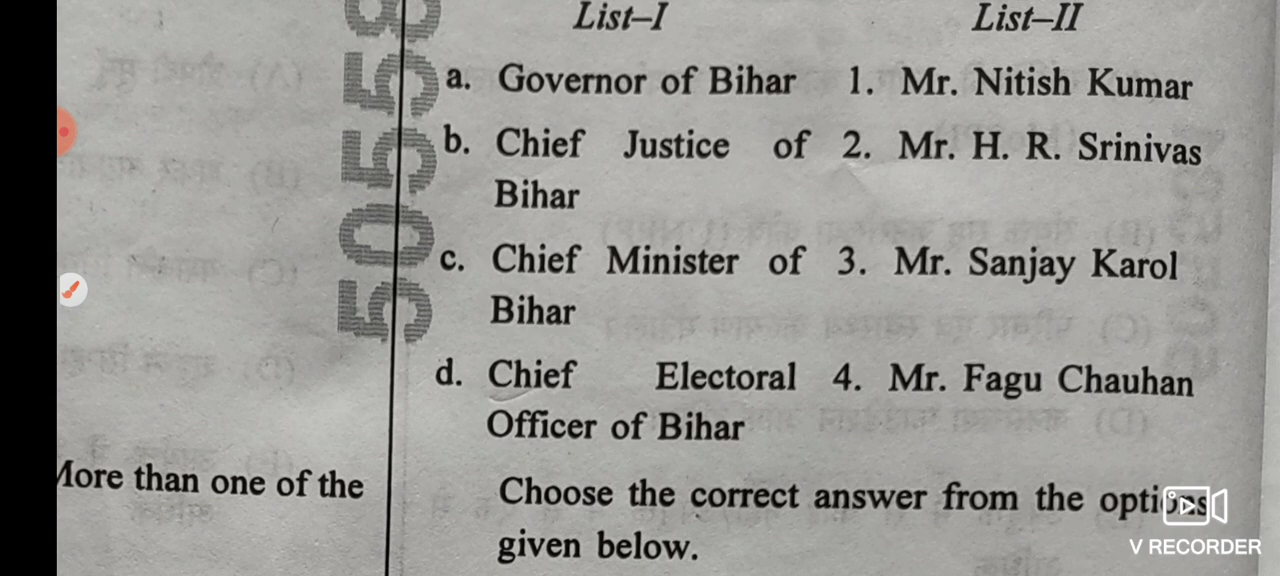 List–I List–II
a. Governor of Bihar 1. Mr. Nitish Kumar
b. Chief Justice of 2. Mr. H. R. Srinivas
Bihar
c. Chief Minister of 3. Mr. Sanjay Karol
Bihar
d. Chief Electoral 4. Mr. Fagu Chauhan
Officer of Bihar
More than one of the
Choose the correct answer from the options
given below.
V RECORDER